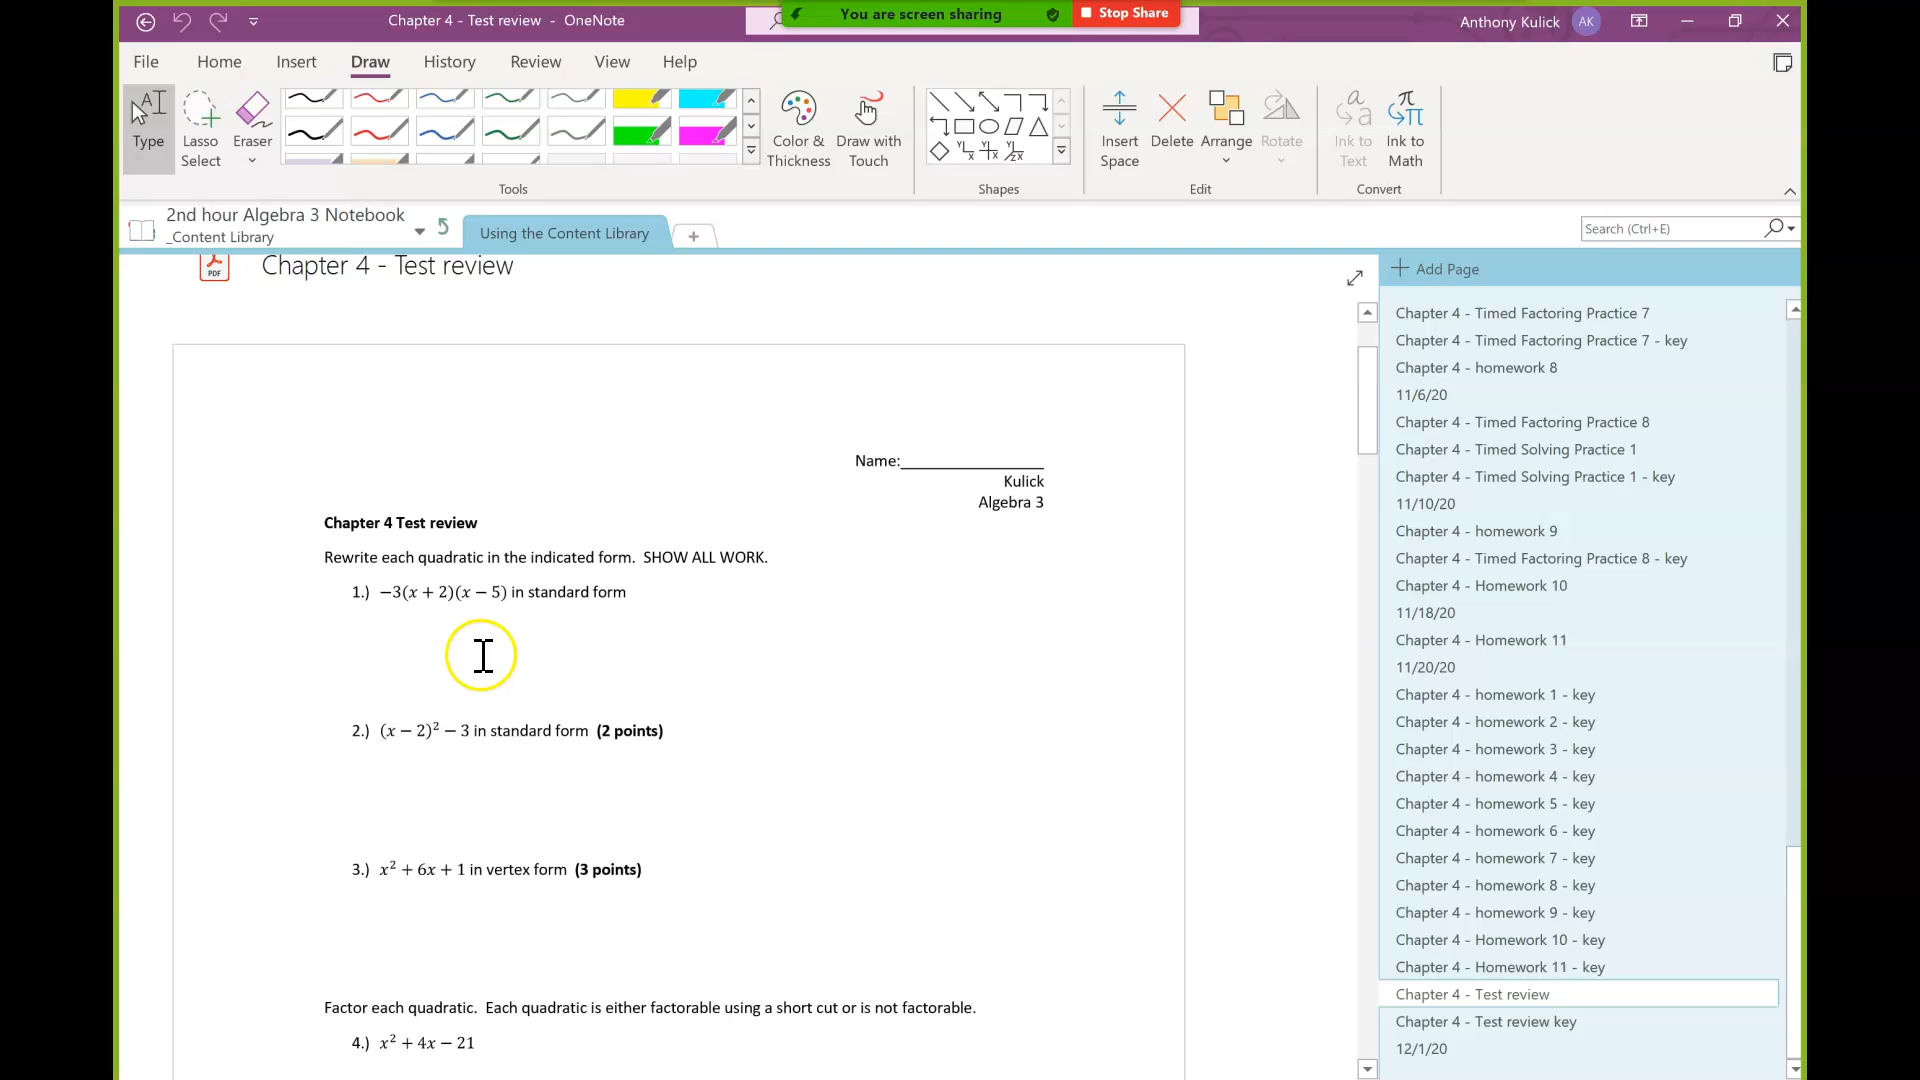 Chapter 4 - Test review - OneNote
You are screen sharing
Stop Share
Anthony Kulick AK
File Home Insert Draw History Review View Help
Type
Lasso Select
Eraser
Color & Thickness
Draw with Touch
Insert Space
Delete
Arrange
Rotate
Ink to Text
Ink to Math
Tools
Shapes
Edit
Convert
2nd hour Algebra 3 Notebook
_Content Library
Using the Content Library
Search (Ctrl+E)
PDF
Chapter 4 - Test review
Name:
Kulick
Algebra 3
Chapter 4 Test review
Rewrite each quadratic in the indicated form. SHOW ALL WORK.
1.) −3(x + 2)(x − 5) in standard form
2.) (x − 2)² − 3 in standard form (2 points)
3.) x² + 6x + 1 in vertex form (3 points)
Factor each quadratic. Each quadratic is either factorable using a short cut or is not factorable.
4.) x² + 4x − 21
Add Page
Chapter 4 - Timed Factoring Practice 7
Chapter 4 - Timed Factoring Practice 7 - key
Chapter 4 - homework 8
11/6/20
Chapter 4 - Timed Factoring Practice 8
Chapter 4 - Timed Solving Practice 1
Chapter 4 - Timed Solving Practice 1 - key
11/10/20
Chapter 4 - homework 9
Chapter 4 - Timed Factoring Practice 8 - key
Chapter 4 - Homework 10
11/18/20
Chapter 4 - Homework 11
11/20/20
Chapter 4 - homework 1 - key
Chapter 4 - homework 2 - key
Chapter 4 - homework 3 - key
Chapter 4 - homework 4 - key
Chapter 4 - homework 5 - key
Chapter 4 - homework 6 - key
Chapter 4 - homework 7 - key
Chapter 4 - homework 8 - key
Chapter 4 - homework 9 - key
Chapter 4 - Homework 10 - key
Chapter 4 - Homework 11 - key
Chapter 4 - Test review
Chapter 4 - Test review key
12/1/20